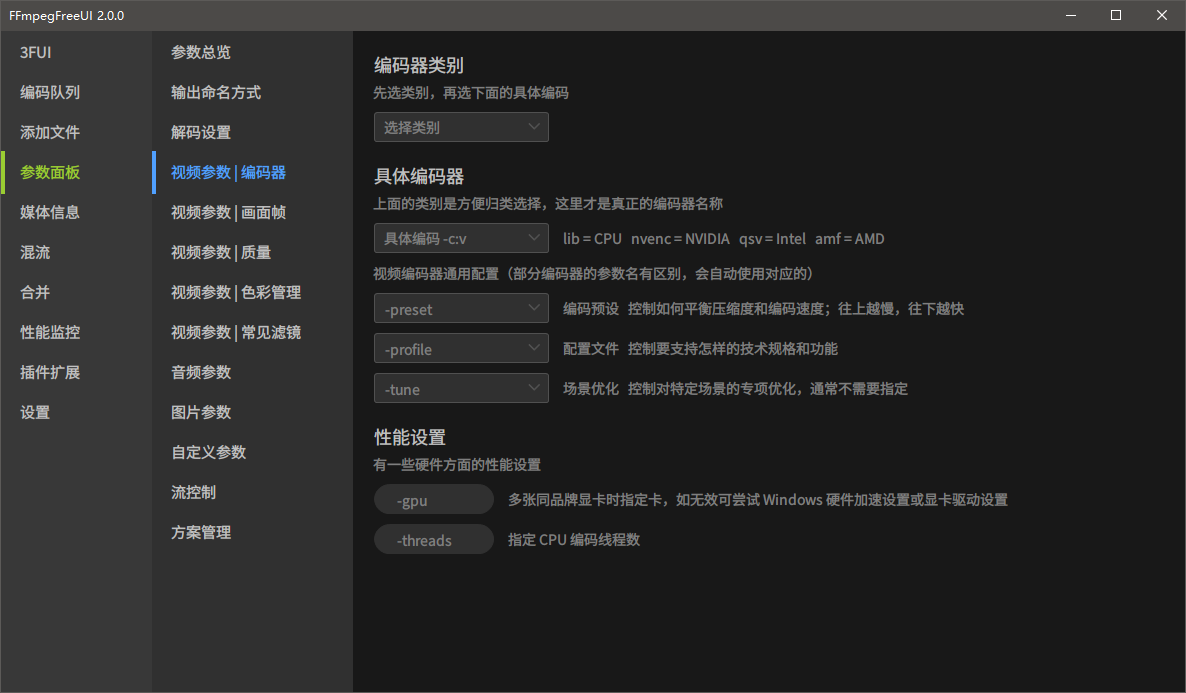 FFmpegFreeUI 2.0.0
3FUI
编码队列
添加文件
参数面板
媒体信息
混流
合并
性能监控
插件扩展
设置
参数总览
输出命名方式
解码设置
视频参数 | 编码器
视频参数 | 画面帧
视频参数 | 质量
视频参数 | 色彩管理
视频参数 | 常见滤镜
音频参数
图片参数
自定义参数
流控制
方案管理
编码器类别
先选类别，再选下面的具体编码
选择类别
具体编码器
上面的类别是方便归类选择，这里才是真正的编码器名称
具体编码 -c:v lib = CPU nvenc = NVIDIA qsv = Intel amf = AMD
视频编码器通用配置（部分编码器的参数名有区别，会自动使用对应的）
-preset 编码预设 控制如何平衡压缩度和编码速度；往上越慢，往下越快
-profile 配置文件 控制要支持怎样的技术规格和功能
-tune 场景优化 控制对特定场景的专项优化，通常不需要指定
性能设置
有一些硬件方面的性能设置
-gpu 多张同品牌显卡时指定卡，如无效可尝试 Windows 硬件加速设置或显卡驱动设置
-threads 指定 CPU 编码线程数